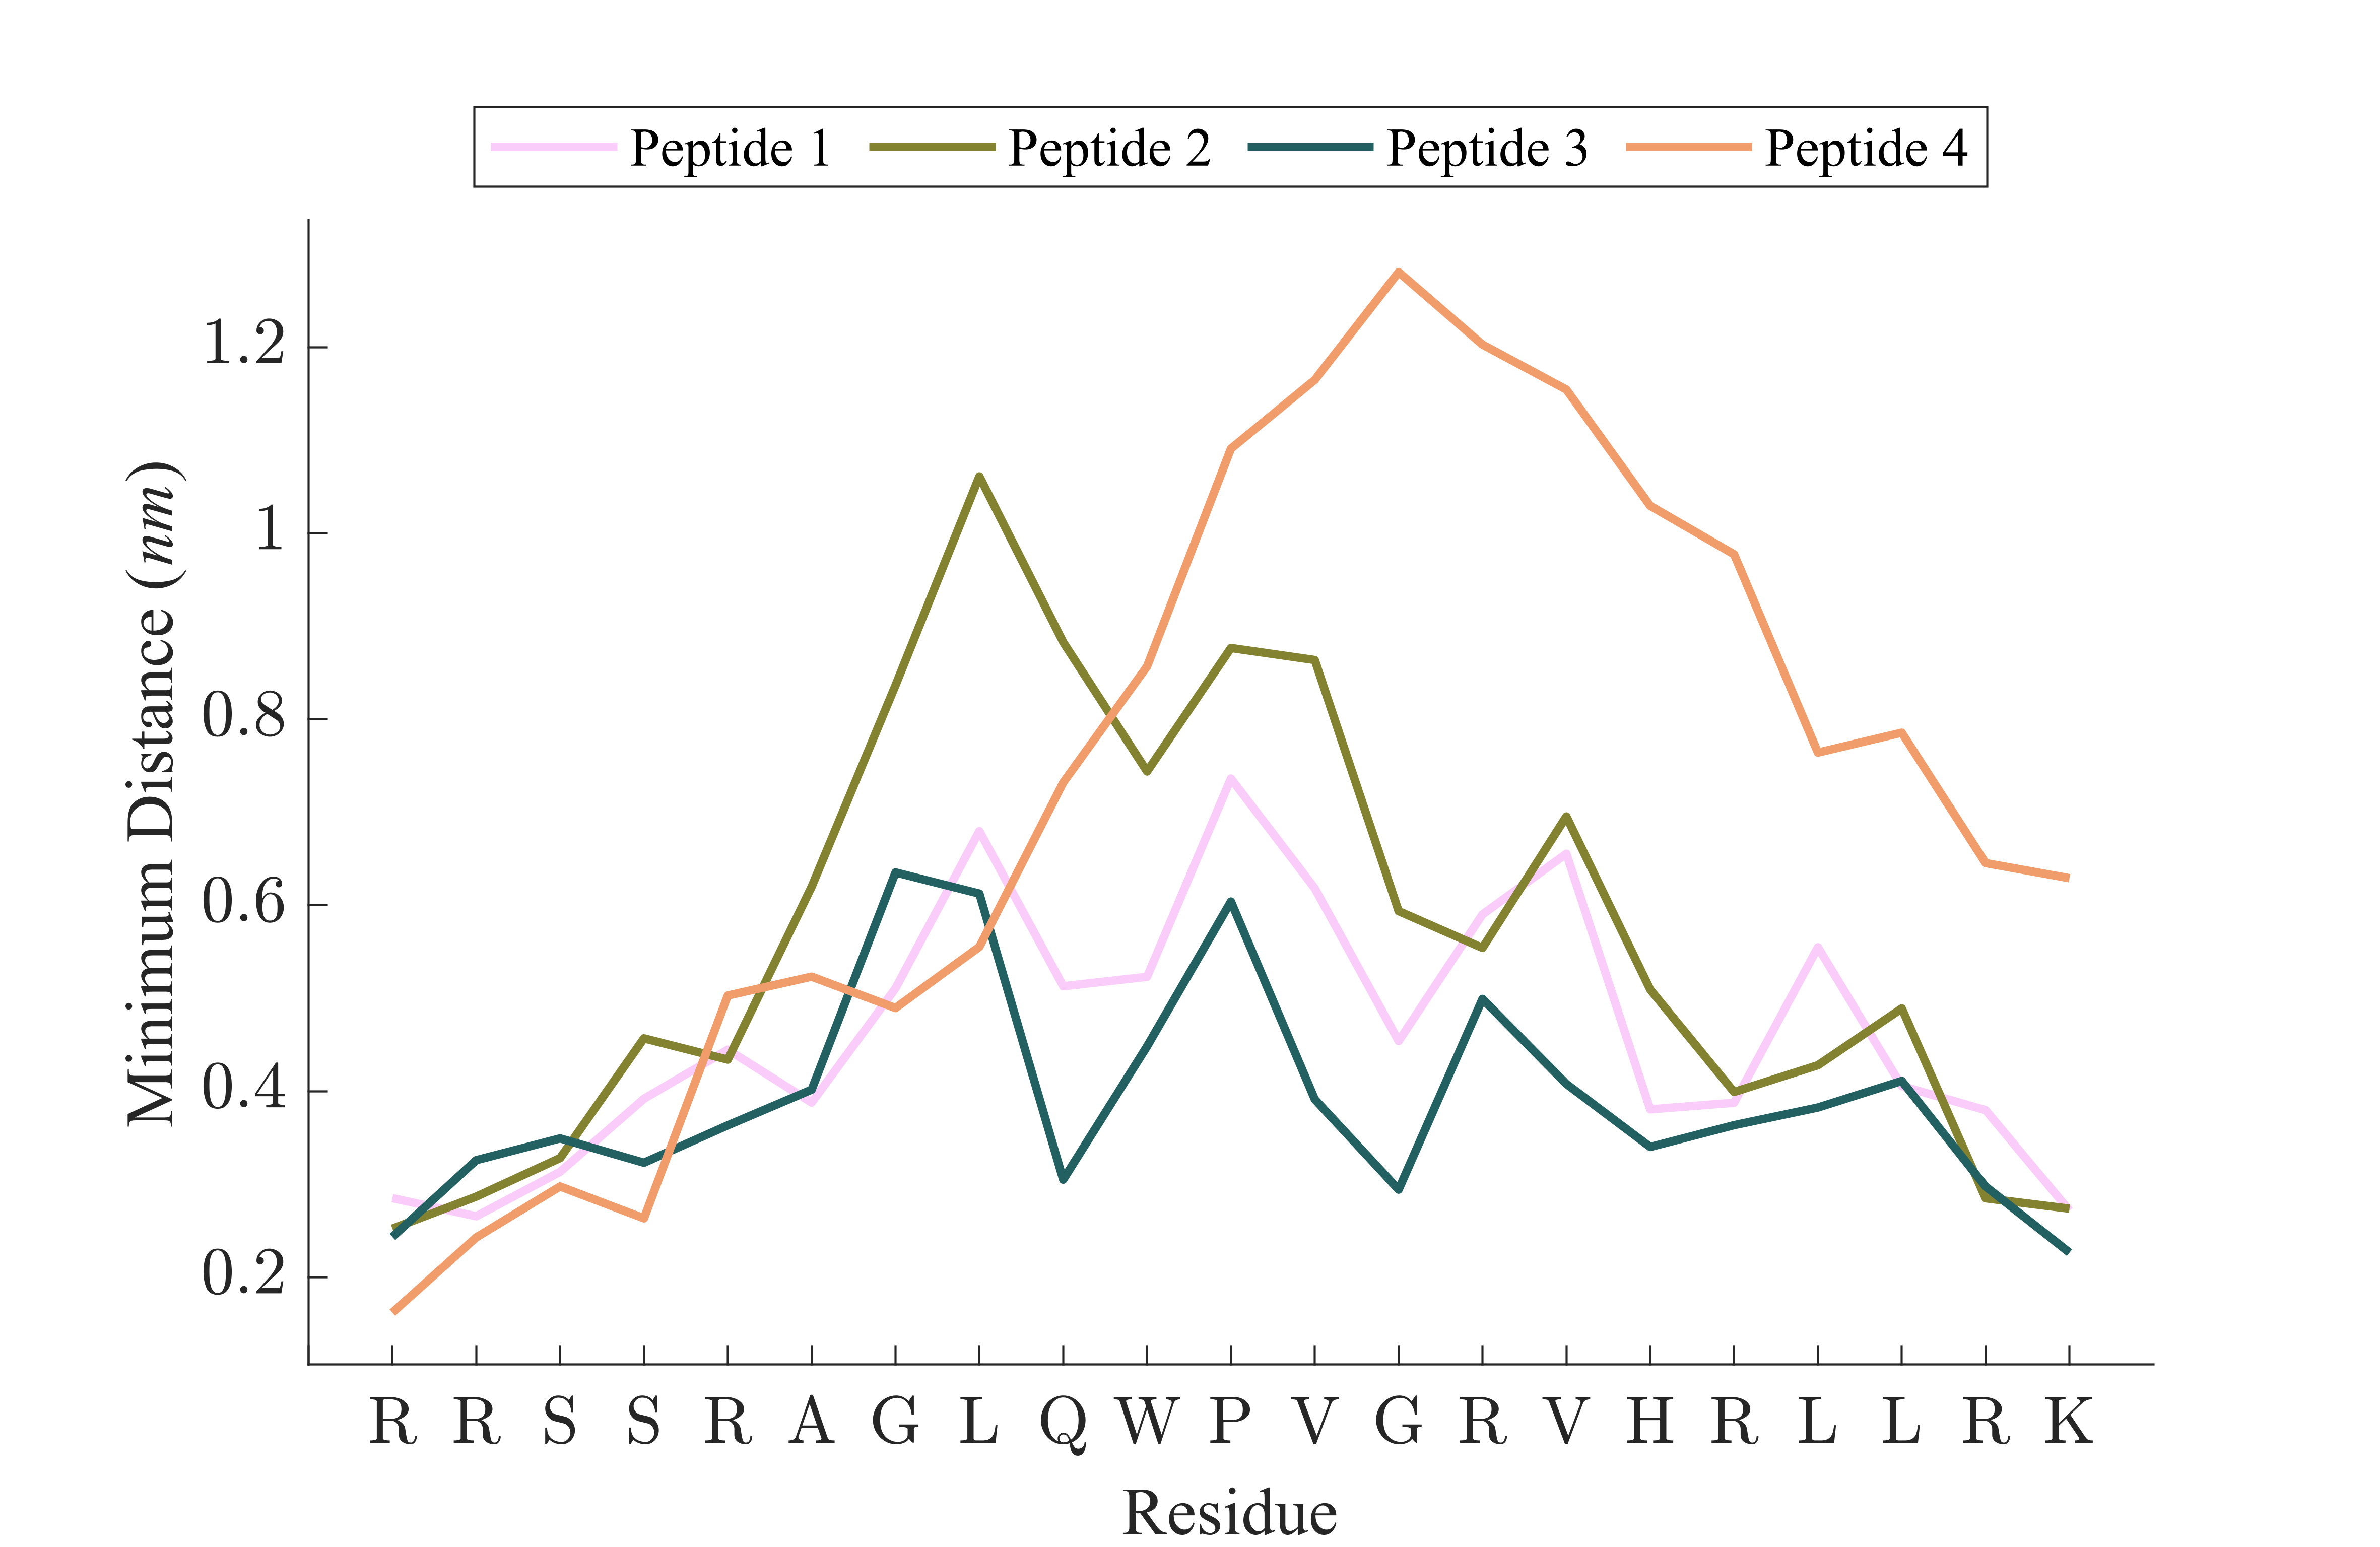 Peptide 1 Peptide 2 Peptide 3 Peptide 4
Minimum Distance (nm)
1.2
1
0.8
0.6
0.4
0.2
R R S S R A G L Q W P V G R V H R L L R K
Residue